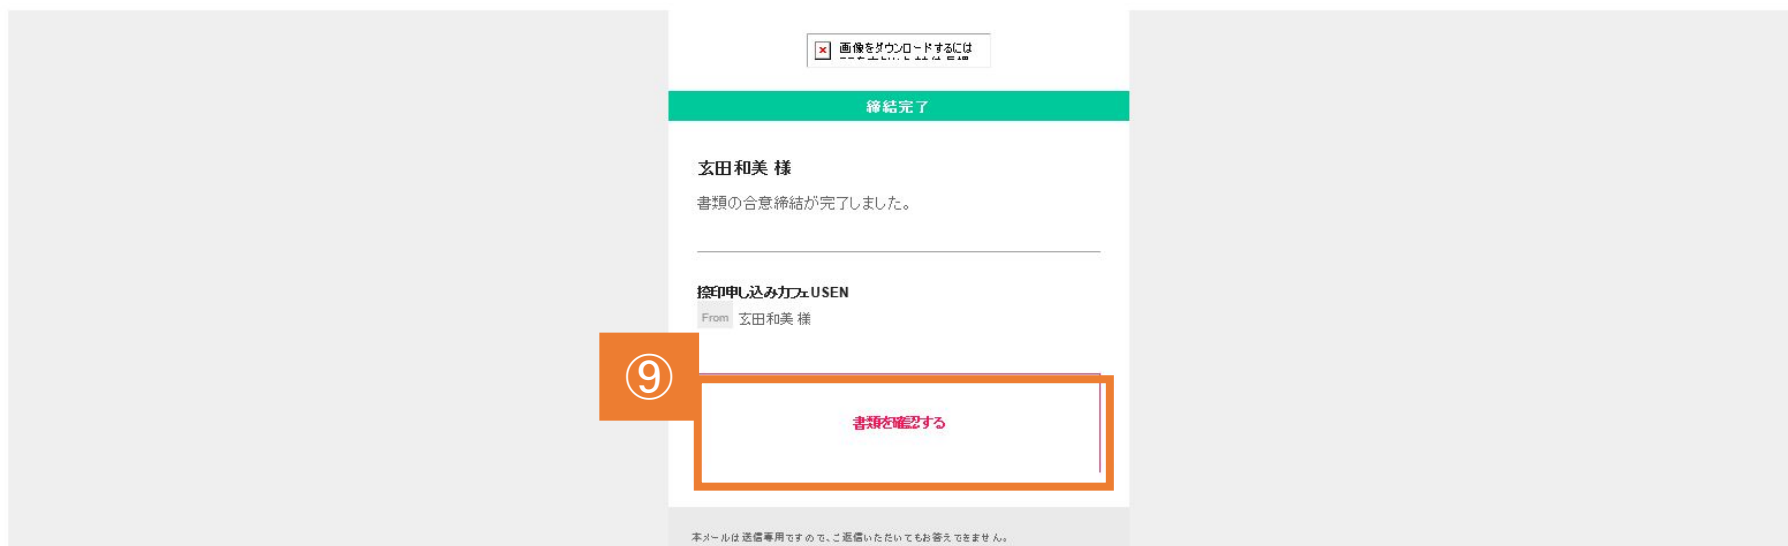 画像をダウンロードするには
締結完了
玄田和美 様
書類の合意締結が完了しました。
捺印申し込みカフェUSEN
From 玄田和美 様
⑨
書類を確認する
本メールは送信専用ですので、ご返信いただいてもお答えできません。